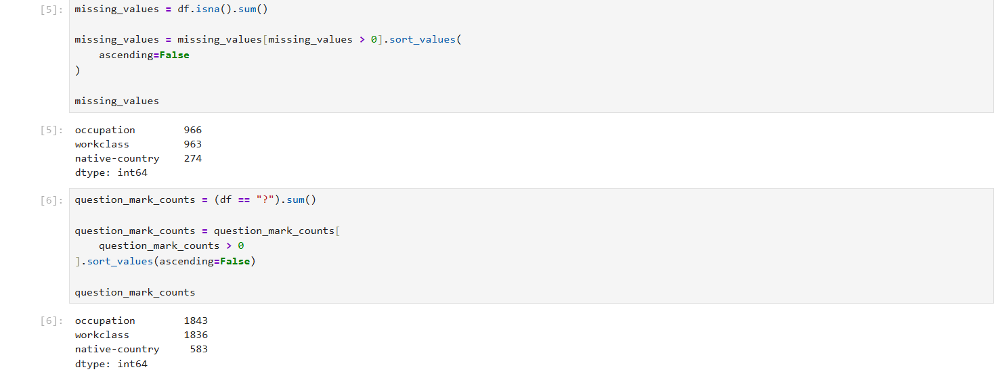 [5]: missing_values = df.isna().sum()
missing_values = missing_values[missing_values > 0].sort_values(
    ascending=False
)
missing_values
[5]: occupation        966
workclass         963
native-country    274
dtype: int64
[6]: question_mark_counts = (df == "?").sum()
question_mark_counts = question_mark_counts[
    question_mark_counts > 0
].sort_values(ascending=False)
question_mark_counts
[6]: occupation        1843
workclass         1836
native-country     583
dtype: int64